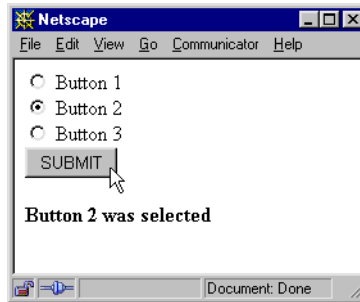 Netscape
File Edit View Go Communicator Help
Button 1
Button 2
Button 3
SUBMIT
Button 2 was selected
Document: Done